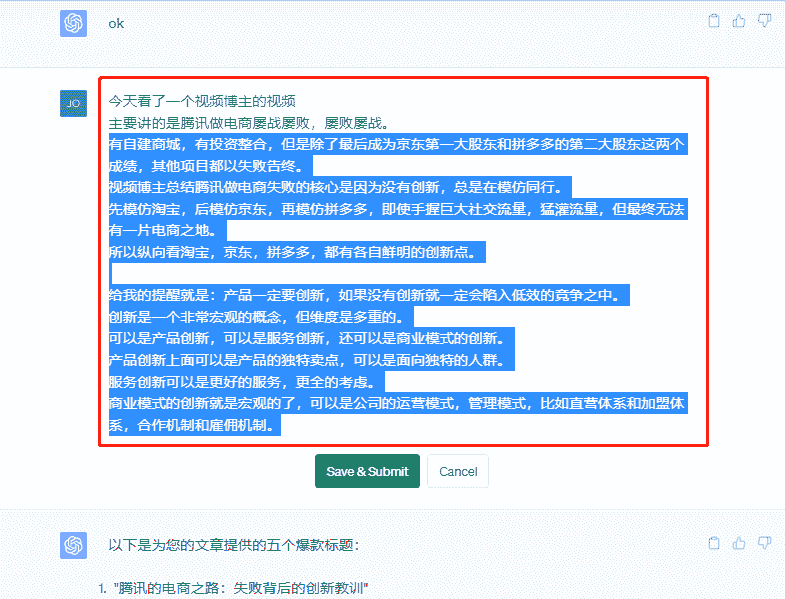 ok
JO
今天看了一个视频博主的视频
主要讲的是腾讯做电商屡战屡败，屡败屡战。
有自建商城，有投资整合，但是除了最后成为京东第一大股东和拼多多的第二大股东这两个
成绩，其他项目都以失败告终。
视频博主总结腾讯做电商失败的核心是因为没有创新，总是在模仿同行。
先模仿淘宝，后模仿京东，再模仿拼多多，即使手握巨大社交流量，猛灌流量，但最终无法
有一片电商之地。
所以纵向看淘宝，京东，拼多多，都有各自鲜明的创新点。
给我的提醒就是：产品一定要创新，如果没有创新就一定会陷入低效的竞争之中。
创新是一个非常宏观的概念，但维度是多重的。
可以是产品创新，可以是服务创新，还可以是商业模式的创新。
产品创新上面可以是产品的独特卖点，可以是面向独特的人群。
服务创新可以是更好的服务，更全的考虑。
商业模式的创新就是宏观的了，可以是公司的运营模式，管理模式，比如直营体系和加盟体
系，合作机制和雇佣机制。
Save & Submit
Cancel
以下是为您的文章提供的五个爆款标题：
1. "腾讯的电商之路：失败背后的创新教训"